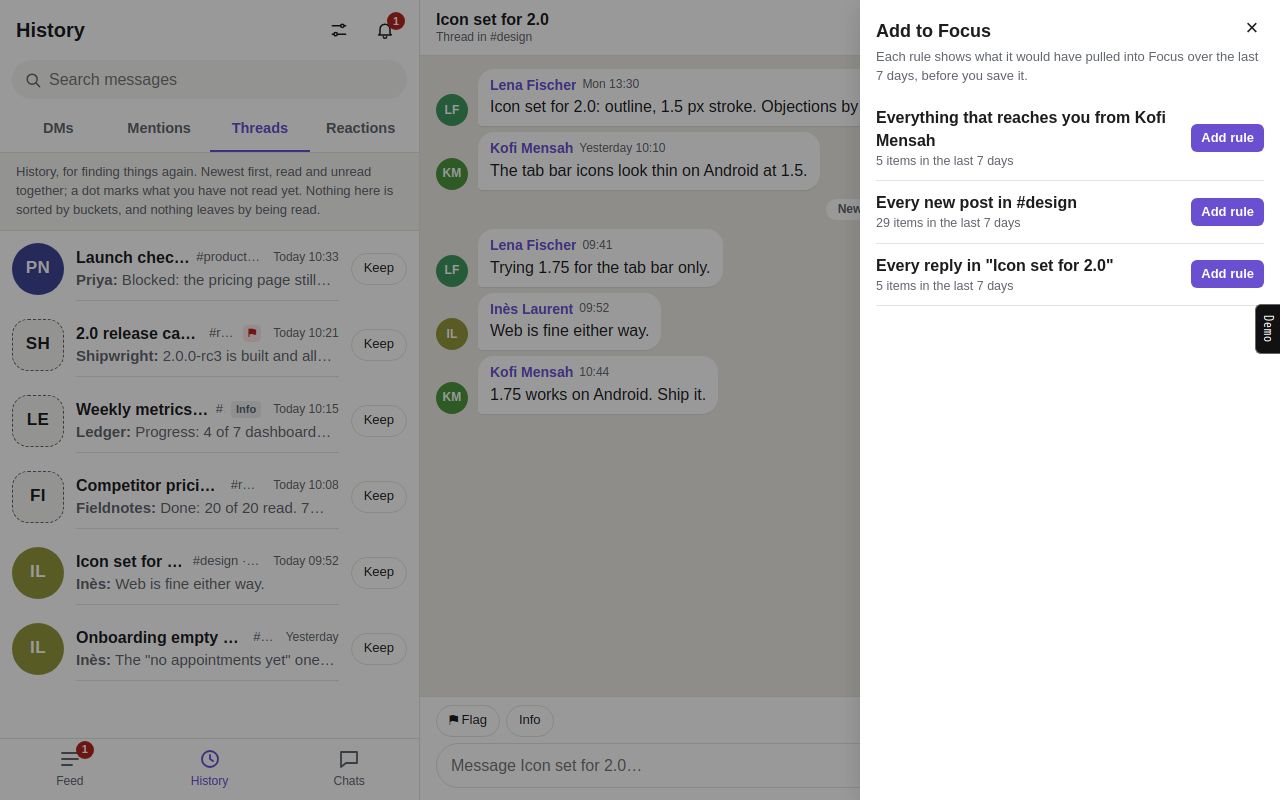 History
1
Search messages
DMs
Mentions
Threads
Reactions
History, for finding things again. Newest first, read and unread
together; a dot marks what you have not read yet. Nothing here is
sorted by buckets, and nothing leaves by being read.
PN
Launch chec… #product… Today 10:33
Priya: Blocked: the pricing page still…
Keep
SH
2.0 release ca… #r… Today 10:21
Shipwright: 2.0.0-rc3 is built and all…
Keep
LE
Weekly metrics… # Info Today 10:15
Ledger: Progress: 4 of 7 dashboard…
Keep
FI
Competitor prici… #r… Today 10:08
Fieldnotes: Done: 20 of 20 read. 7…
Keep
IL
Icon set for … #design ·… Today 09:52
Inès: Web is fine either way.
Keep
IL
Onboarding empty … #… Yesterday
Inès: The "no appointments yet" one…
Keep
1
Feed
History
Chats
Icon set for 2.0
Thread in #design
LF
Lena Fischer Mon 13:30
Icon set for 2.0: outline, 1.5 px stroke. Objections by
KM
Kofi Mensah Yesterday 10:10
The tab bar icons look thin on Android at 1.5.
New
LF
Lena Fischer 09:41
Trying 1.75 for the tab bar only.
IL
Inès Laurent 09:52
Web is fine either way.
KM
Kofi Mensah 10:44
1.75 works on Android. Ship it.
Flag
Info
Message Icon set for 2.0…
Add to Focus
Each rule shows what it would have pulled into Focus over the last
7 days, before you save it.
Everything that reaches you from Kofi
Mensah
5 items in the last 7 days
Add rule
Every new post in #design
29 items in the last 7 days
Add rule
Every reply in "Icon set for 2.0"
5 items in the last 7 days
Add rule
Demo